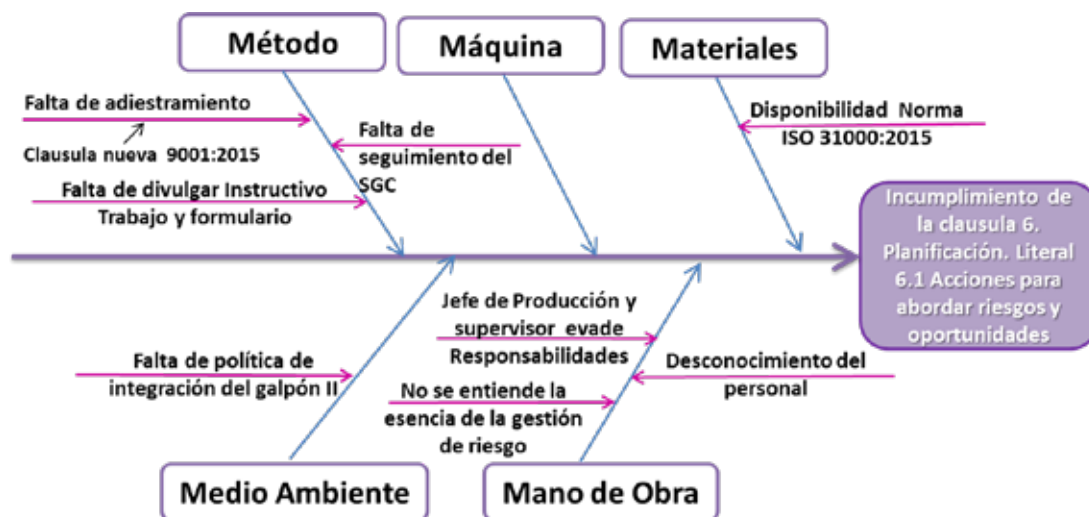 Método
Máquina
Materiales
Falta de adiestramiento
Clausula nueva 9001:2015
Falta de
seguimiento del
SGC
Falta de divulgar Instructivo
Trabajo y formulario
Disponibilidad Norma
ISO 31000:2015
Incumplimiento de
la clausula 6.
Planificación. Literal
6.1 Acciones para
abordar riesgos y
oportunidades
Falta de política de
integración del galpón II
Jefe de Producción y
supervisor evade
Responsabilidades
No se entiende la
esencia de la gestión
de riesgo
Desconocimiento del
personal
Medio Ambiente
Mano de Obra